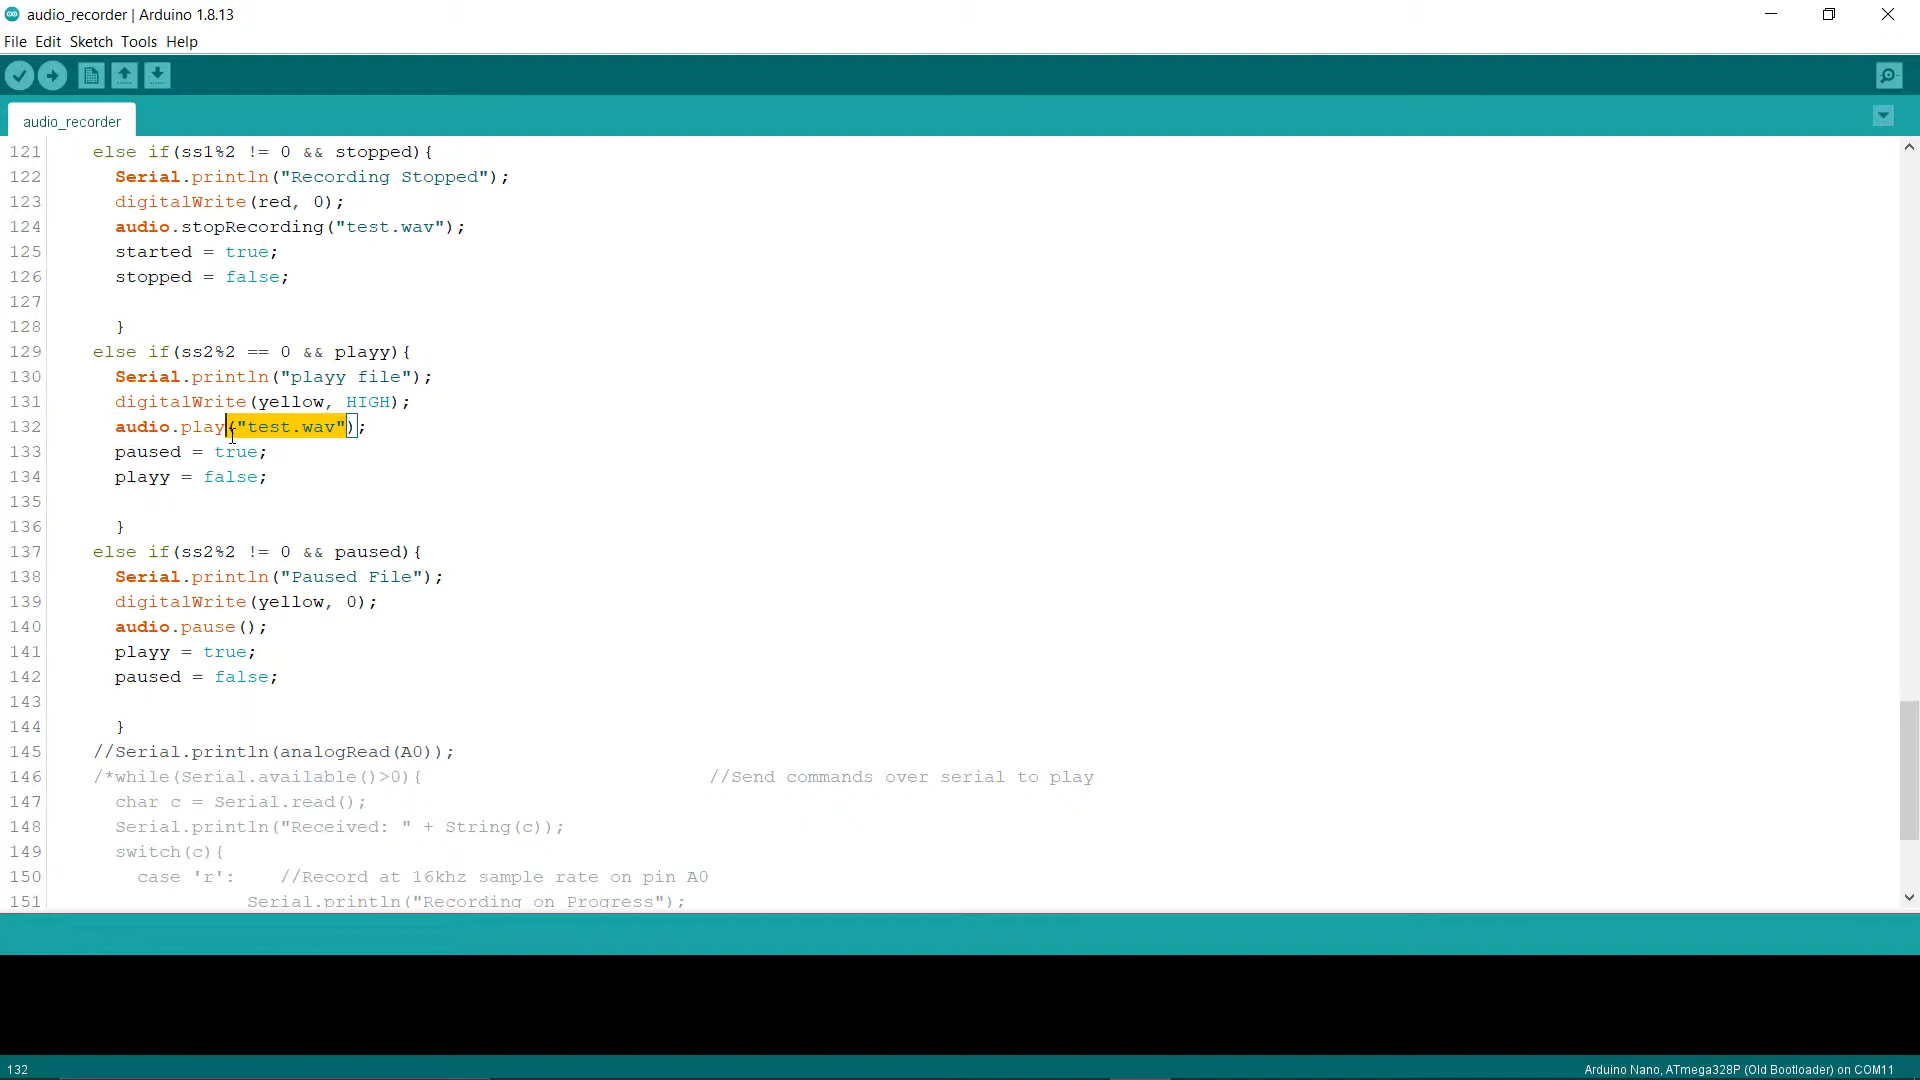 audio_recorder | Arduino 1.8.13
File Edit Sketch Tools Help
audio_recorder
121 else if(ss1%2 != 0 && stopped){
122 Serial.println("Recording Stopped");
123 digitalWrite(red, 0);
124 audio.stopRecording("test.wav");
125 started = true;
126 stopped = false;
127
128 }
129 else if(ss2%2 == 0 && playy){
130 Serial.println("playy file");
131 digitalWrite(yellow, HIGH);
132 audio.play("test.wav");
133 paused = true;
134 playy = false;
135
136 }
137 else if(ss2%2 != 0 && paused){
138 Serial.println("Paused File");
139 digitalWrite(yellow, 0);
140 audio.pause();
141 playy = true;
142 paused = false;
143
144 }
145 //Serial.println(analogRead(A0));
146 /*while(Serial.available()>0){ //Send commands over serial to play
147 char c = Serial.read();
148 Serial.println("Received: " + String(c));
149 switch(c){
150 case 'r': //Record at 16khz sample rate on pin A0
151 Serial.println("Recording on Progress");
132 Arduino Nano, ATmega328P (Old Bootloader) on COM11